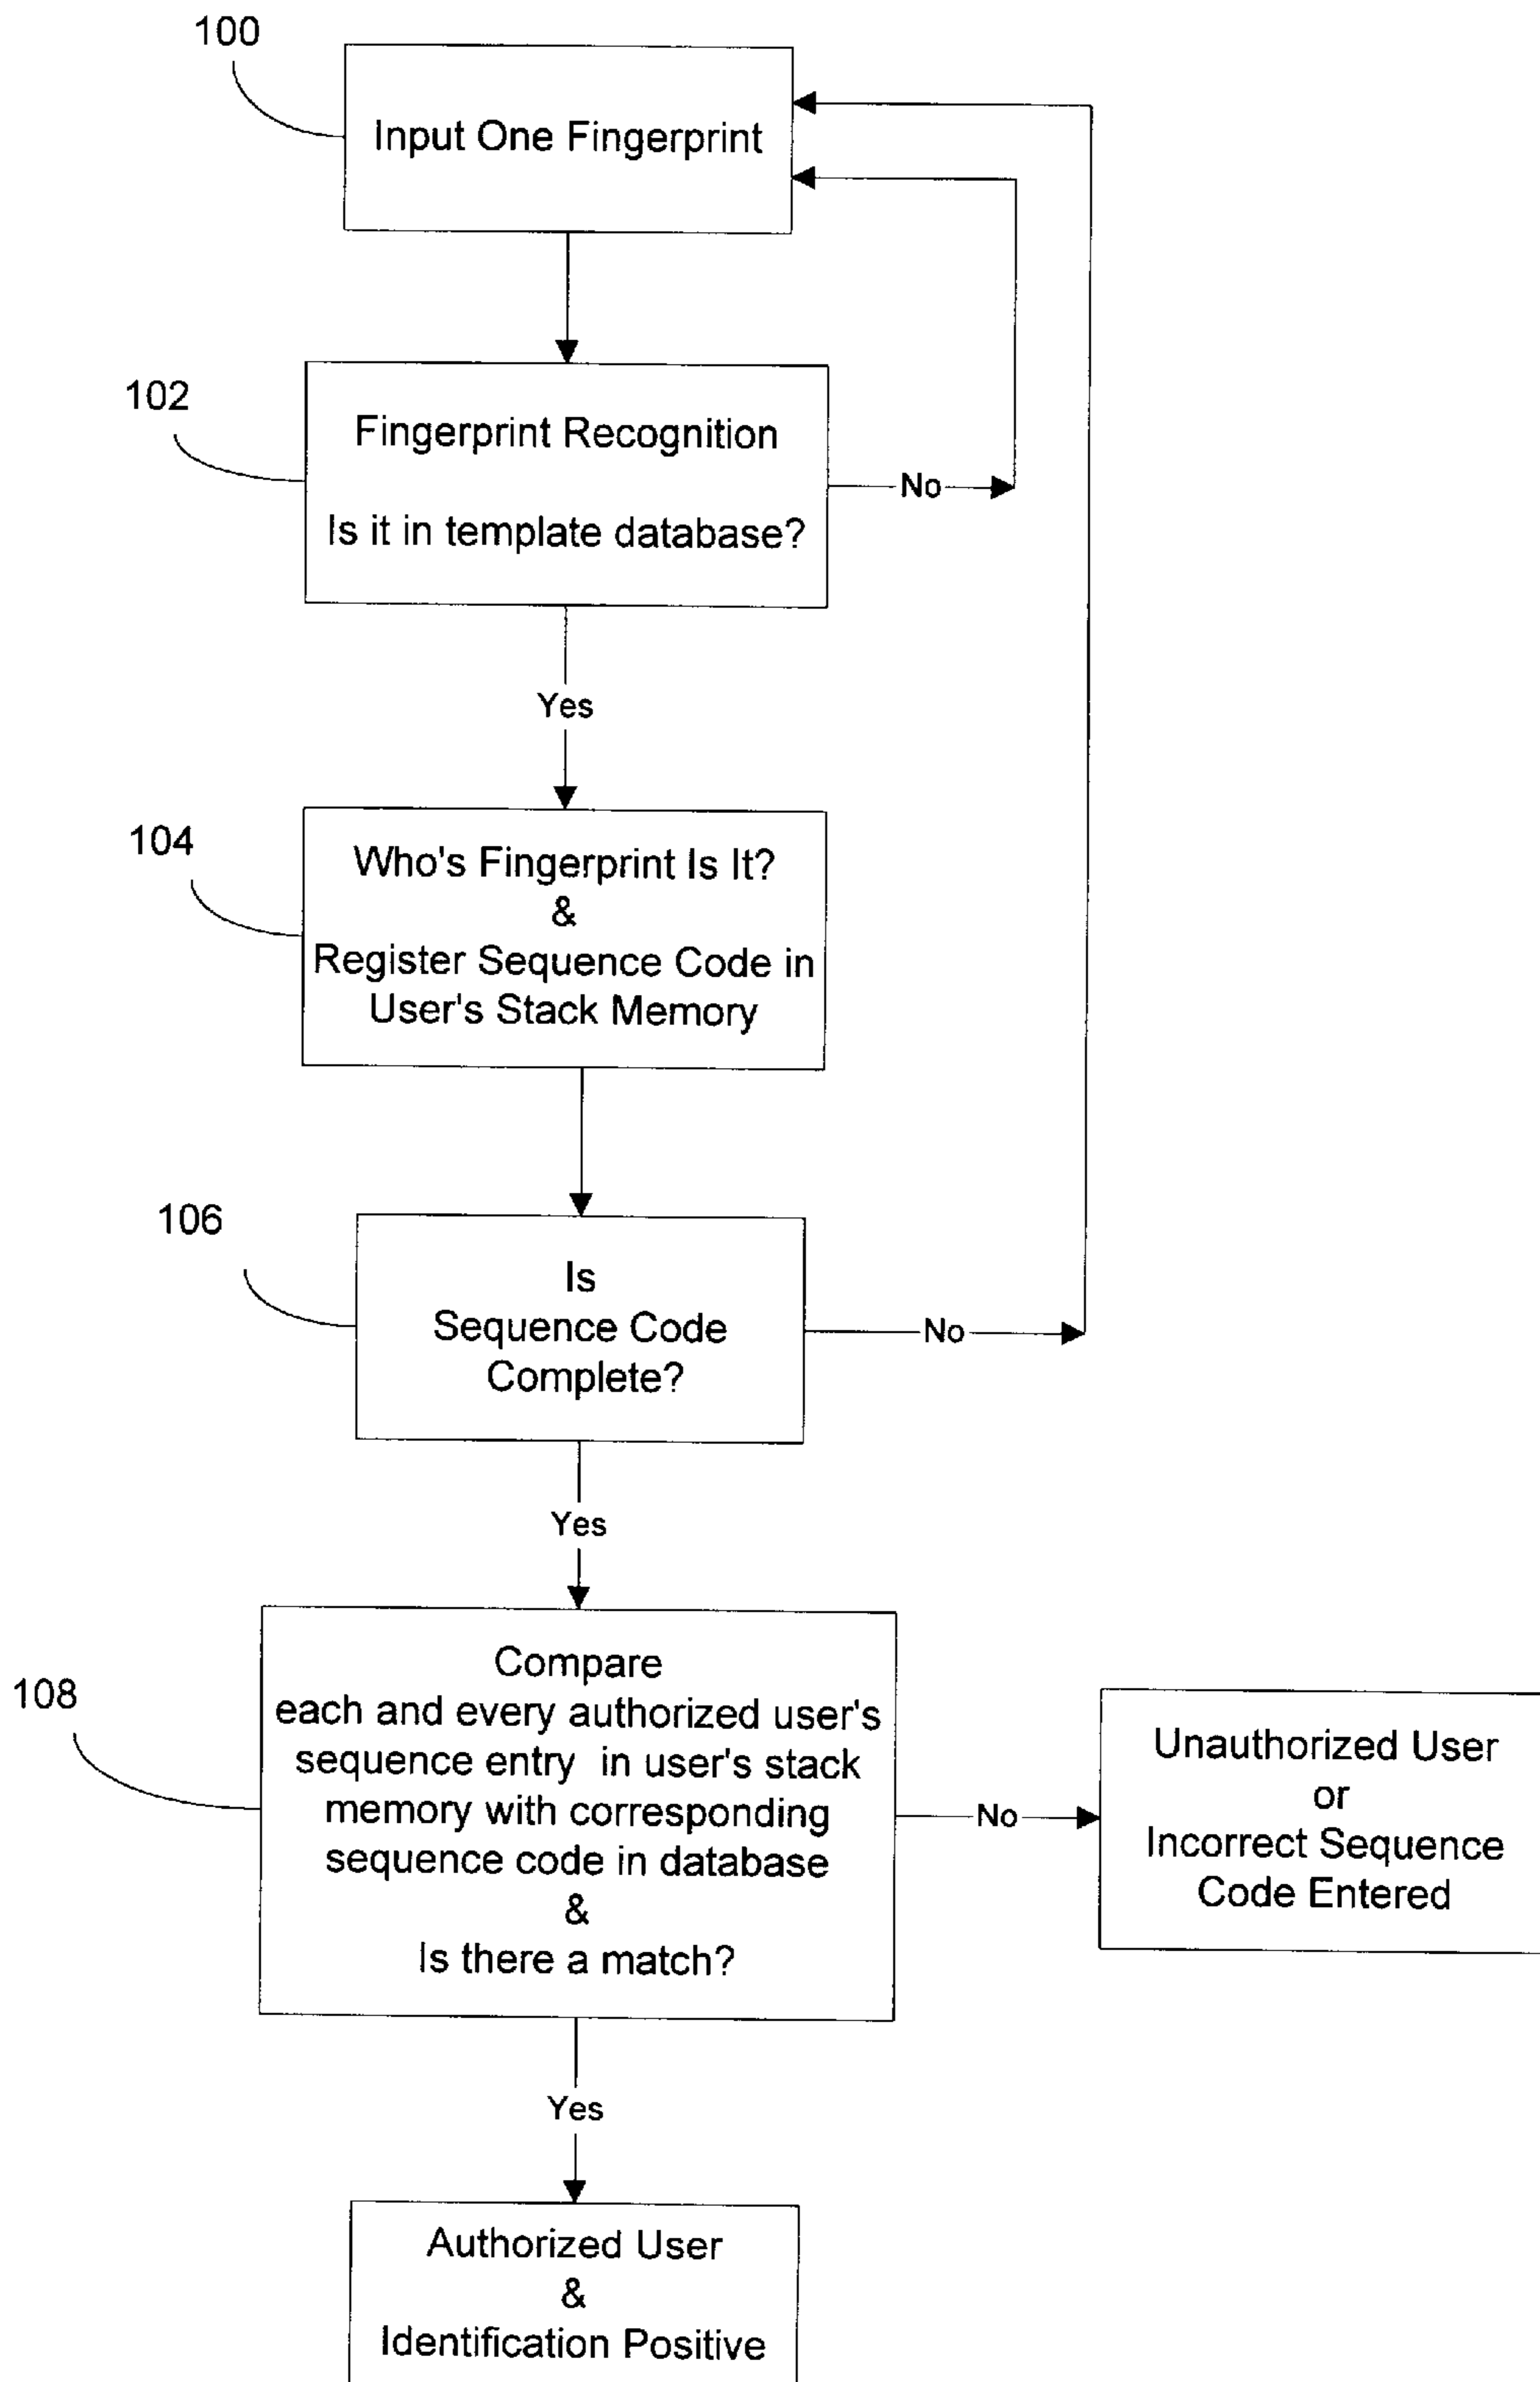 100
Input One Fingerprint
102
Fingerprint Recognition
Is it in template database?
No
Yes
104
Who's Fingerprint Is It?
&
Register Sequence Code in
User's Stack Memory
106
Is
Sequence Code
Complete?
No
Yes
108
Compare
each and every authorized user's
sequence entry in user's stack
memory with corresponding
sequence code in database
&
Is there a match?
No
Unauthorized User
or
Incorrect Sequence
Code Entered
Yes
Authorized User
&
Identification Positive